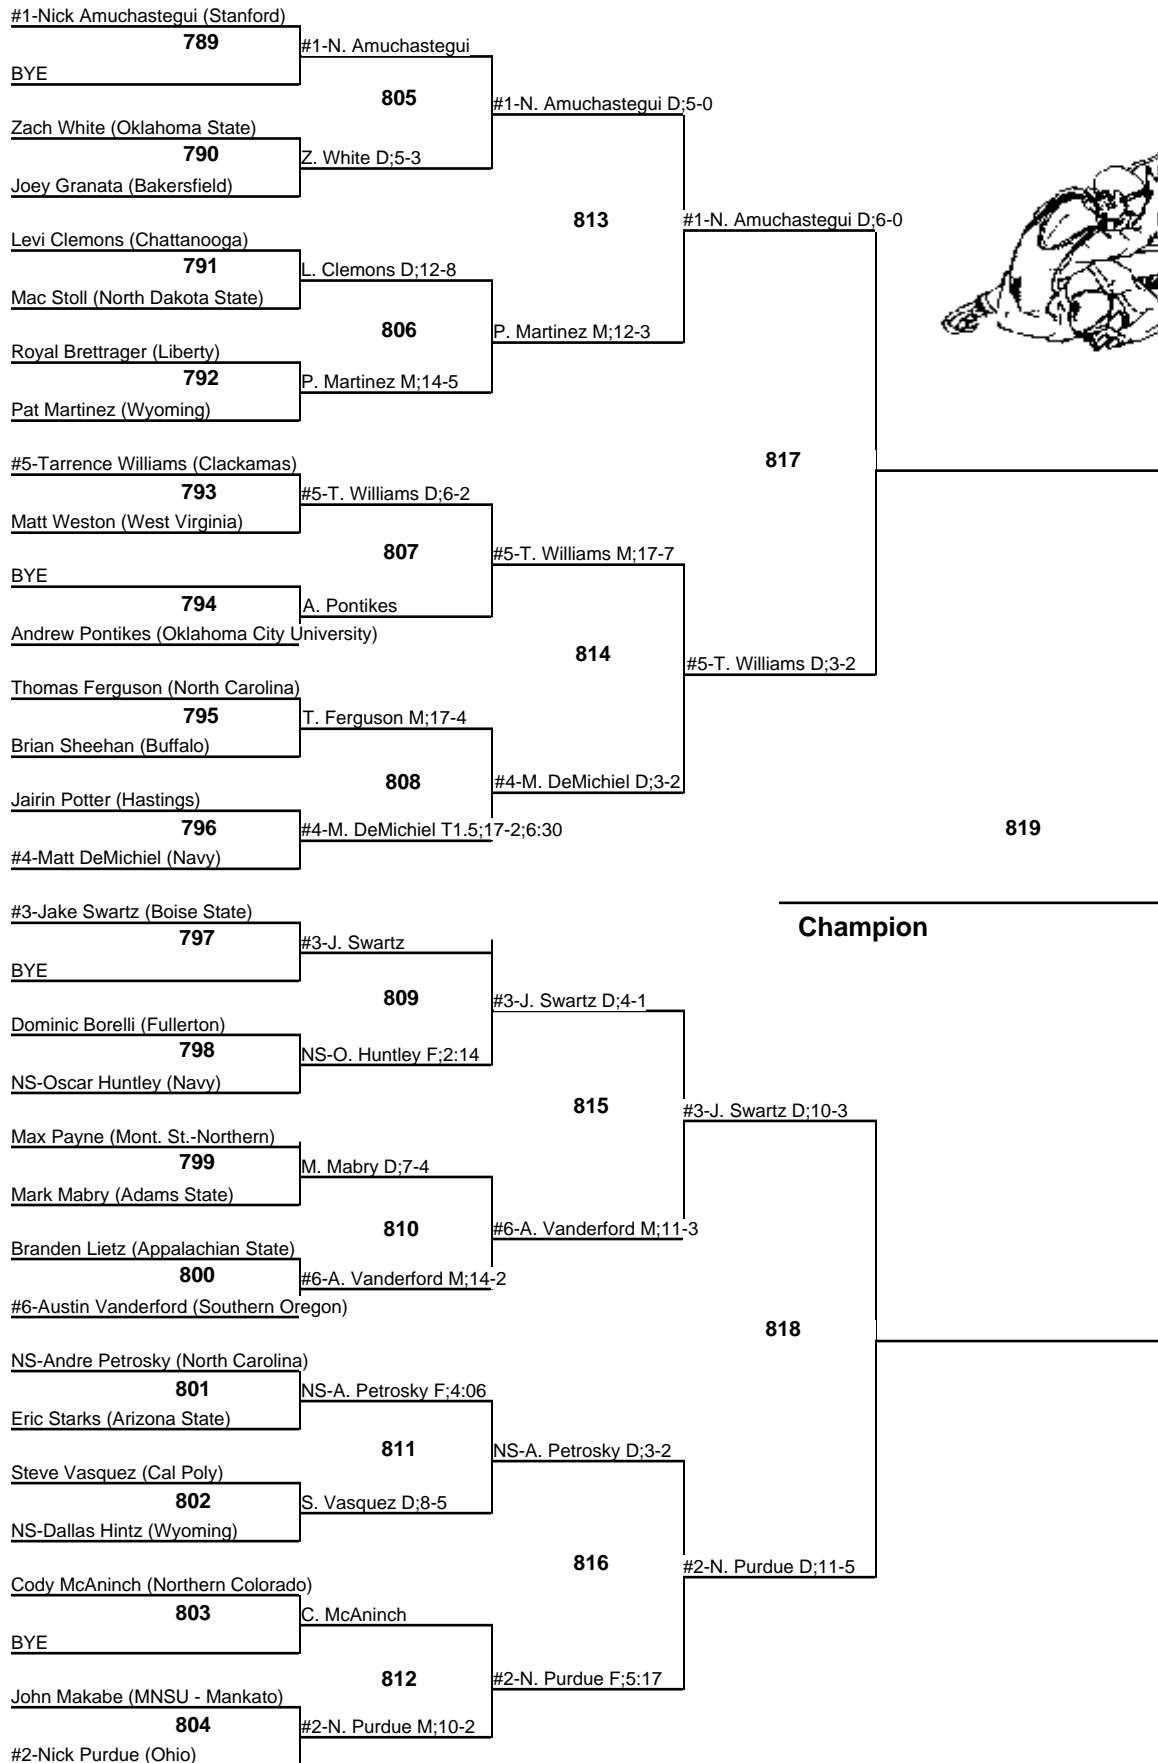 #1-Nick Amuchastegui (Stanford)
789
#1-N. Amuchastegui
BYE
805
#1-N. Amuchastegui D;5-0
Zach White (Oklahoma State)
790
Z. White D;5-3
Joey Granata (Bakersfield)
813
#1-N. Amuchastegui D;6-0
Levi Clemons (Chattanooga)
791
L. Clemons D;12-8
Mac Stoll (North Dakota State)
806
P. Martinez M;12-3
Royal Brettrager (Liberty)
792
P. Martinez M;14-5
Pat Martinez (Wyoming)
817
#5-Tarrence Williams (Clackamas)
793
#5-T. Williams D;6-2
Matt Weston (West Virginia)
807
#5-T. Williams M;17-7
BYE
794
A. Pontikes
Andrew Pontikes (Oklahoma City University)
814
#5-T. Williams D;3-2
Thomas Ferguson (North Carolina)
795
T. Ferguson M;17-4
Brian Sheehan (Buffalo)
808
#4-M. DeMichiel D;3-2
Jairin Potter (Hastings)
796
#4-M. DeMichiel T1.5;17-2;6:30
819
#4-Matt DeMichiel (Navy)
Champion
#3-Jake Swartz (Boise State)
797
#3-J. Swartz
BYE
809
#3-J. Swartz D;4-1
Dominic Borelli (Fullerton)
798
NS-O. Huntley F;2:14
NS-Oscar Huntley (Navy)
815
#3-J. Swartz D;10-3
Max Payne (Mont. St.-Northern)
799
M. Mabry D;7-4
Mark Mabry (Adams State)
810
#6-A. Vanderford M;11-3
Branden Lietz (Appalachian State)
800
#6-A. Vanderford M;14-2
#6-Austin Vanderford (Southern Oregon)
818
NS-Andre Petrosky (North Carolina)
801
NS-A. Petrosky F;4:06
Eric Starks (Arizona State)
811
NS-A. Petrosky D;3-2
Steve Vasquez (Cal Poly)
802
S. Vasquez D;8-5
NS-Dallas Hintz (Wyoming)
816
#2-N. Purdue D;11-5
Cody McAninch (Northern Colorado)
803
C. McAninch
BYE
812
#2-N. Purdue F;5:17
John Makabe (MNSU - Mankato)
804
#2-N. Purdue M;10-2
#2-Nick Purdue (Ohio)